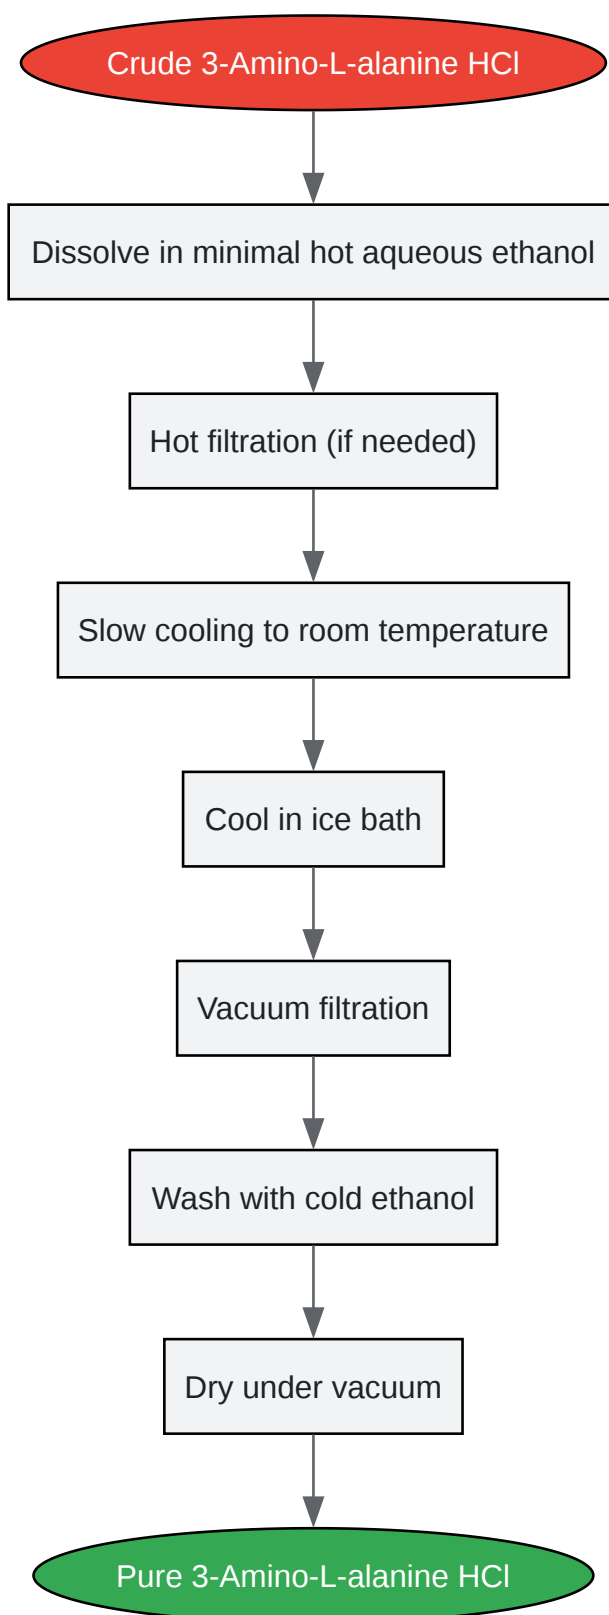 Crude 3-Amino-L-alanine HCl
Dissolve in minimal hot aqueous ethanol
Hot filtration (if needed)
Slow cooling to room temperature
Cool in ice bath
Vacuum filtration
Wash with cold ethanol
Dry under vacuum
Pure 3-Amino-L-alanine HCl